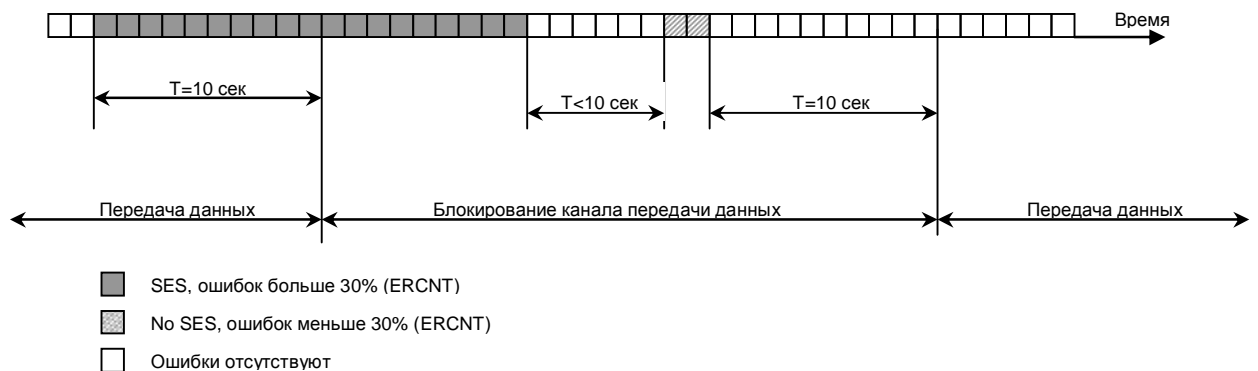 Время
T=10 сек
T<10 сек
T=10 сек
Передача данных
Блокирование канала передачи данных
Передача данных
SES, ошибок больше 30% (ERCNT)
No SES, ошибок меньше 30% (ERCNT)
Ошибки отсутствуют